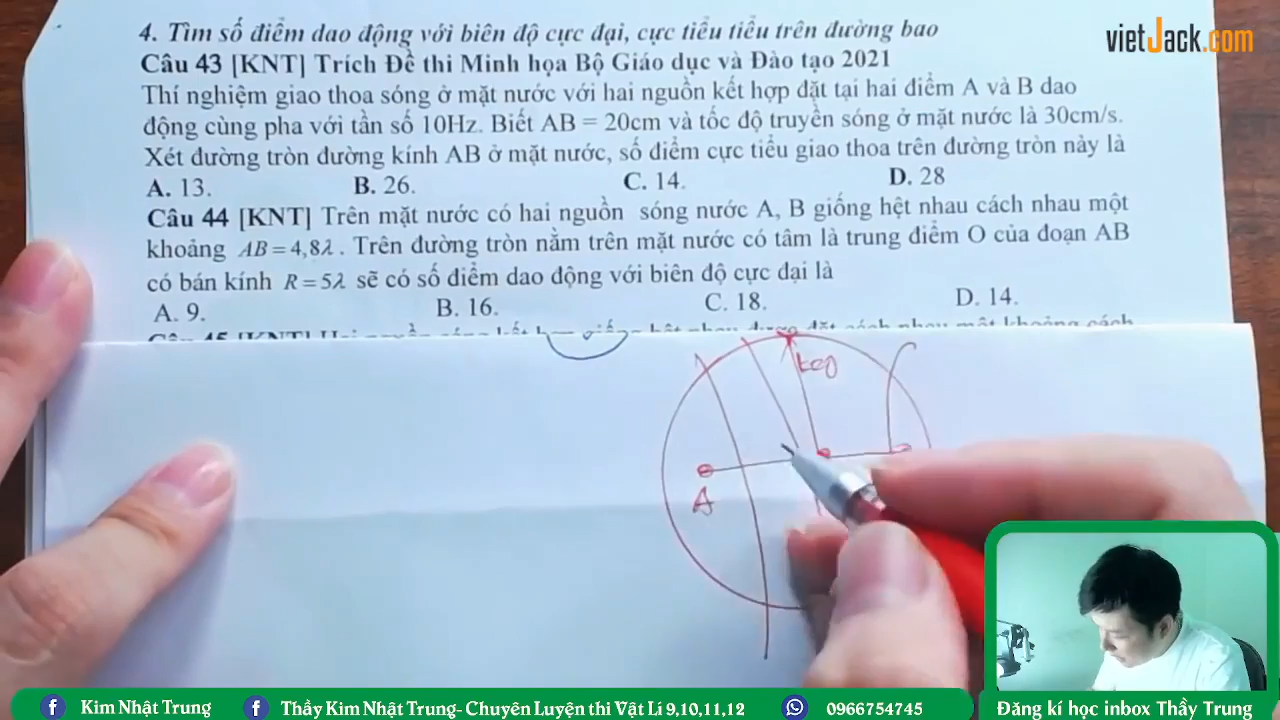 vietJack.com
4. Tìm số điểm dao động với biên độ cực đại, cực tiểu tiểu trên đường bao
Câu 43 [KNT] Trích Đề thi Minh họa Bộ Giáo dục và Đào tạo 2021
Thí nghiệm giao thoa sóng ở mặt nước với hai nguồn kết hợp đặt tại hai điểm A và B dao
động cùng pha với tần số 10Hz. Biết AB = 20cm và tốc độ truyền sóng ở mặt nước là 30cm/s.
Xét đường tròn đường kính AB ở mặt nước, số điểm cực tiểu giao thoa trên đường tròn này là
A. 13. B. 26. C. 14. D. 28
Câu 44 [KNT] Trên mặt nước có hai nguồn sóng nước A, B giống hệt nhau cách nhau một
khoảng AB = 4,8λ. Trên đường tròn nằm trên mặt nước có tâm là trung điểm O của đoạn AB
có bán kính R = 5λ sẽ có số điểm dao động với biên độ cực đại là
A. 9. B. 16. C. 18. D. 14.
A
Kim Nhật Trung
Thầy Kim Nhật Trung- Chuyên Luyện thi Vật Lí 9,10,11,12
0966754745
Đăng kí học inbox Thầy Trung